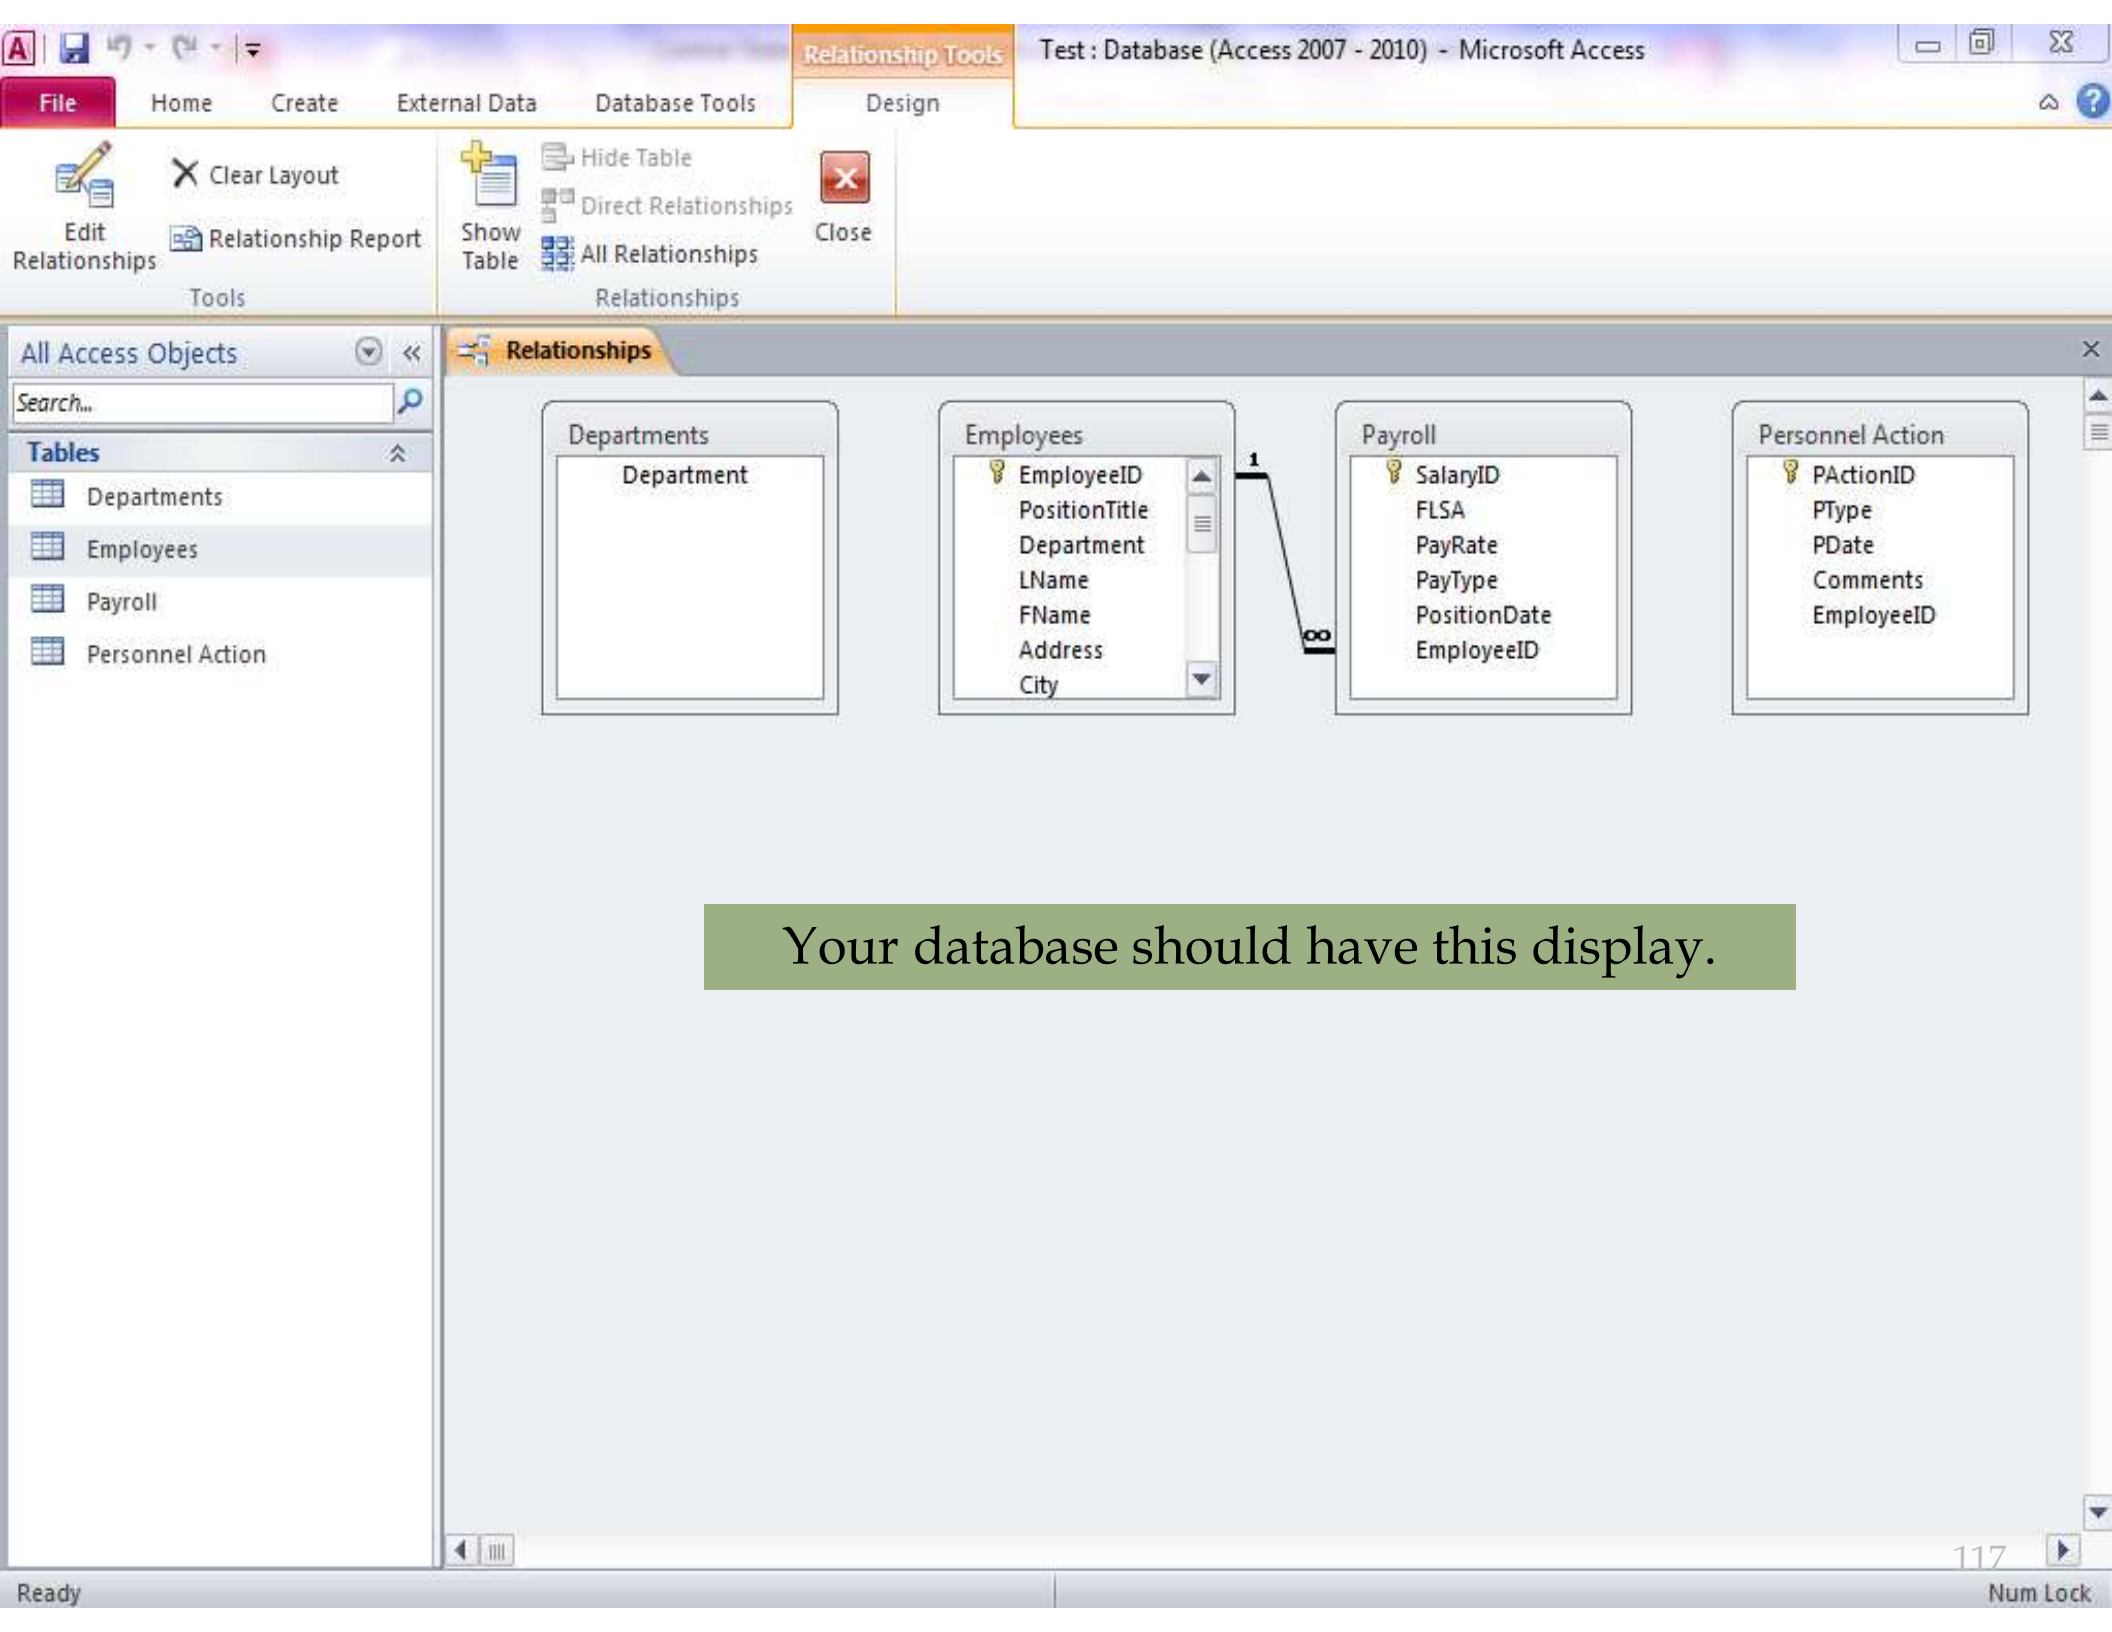 Relationship Tools
Test : Database (Access 2007 - 2010) - Microsoft Access
File Home Create External Data Database Tools Design
Clear Layout
Edit Relationships
Relationship Report
Tools
Show Table
Hide Table
Direct Relationships
All Relationships
Close
Relationships
All Access Objects
Search...
Tables
Departments
Employees
Payroll
Personnel Action
Relationships
Departments
Department
Employees
EmployeeID
PositionTitle
Department
LName
FName
Address
City
1
∞
Payroll
SalaryID
FLSA
PayRate
PayType
PositionDate
EmployeeID
Personnel Action
PActionID
PType
PDate
Comments
EmployeeID
Your database should have this display.
117
Ready
Num Lock